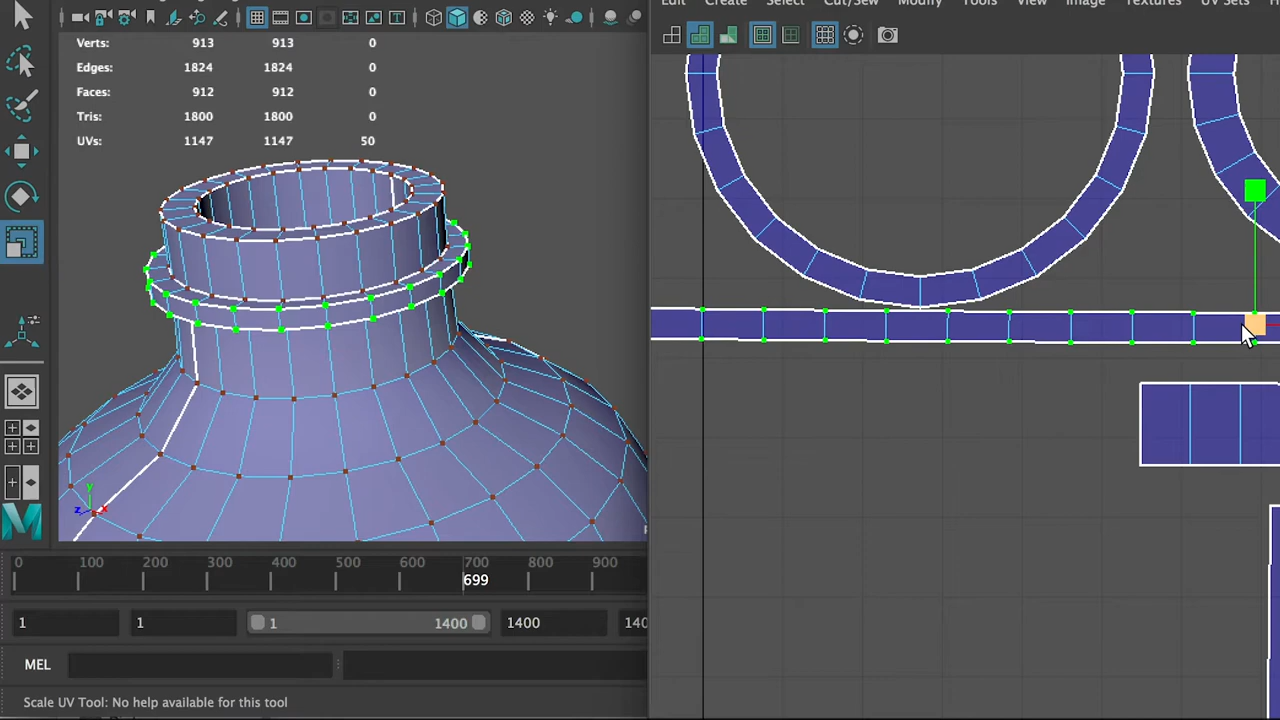 Edit Create Select Cut/Sew Modify Tools View Image Textures UV Sets H
Verts: 913 913 0
Edges: 1824 1824 0
Faces: 912 912 0
Tris: 1800 1800 0
UVs: 1147 1147 50
y
z x
0 100 200 300 400 500 600 700 800 900
699
1 1 1 1400 1400 140
MEL
Scale UV Tool: No help available for this tool